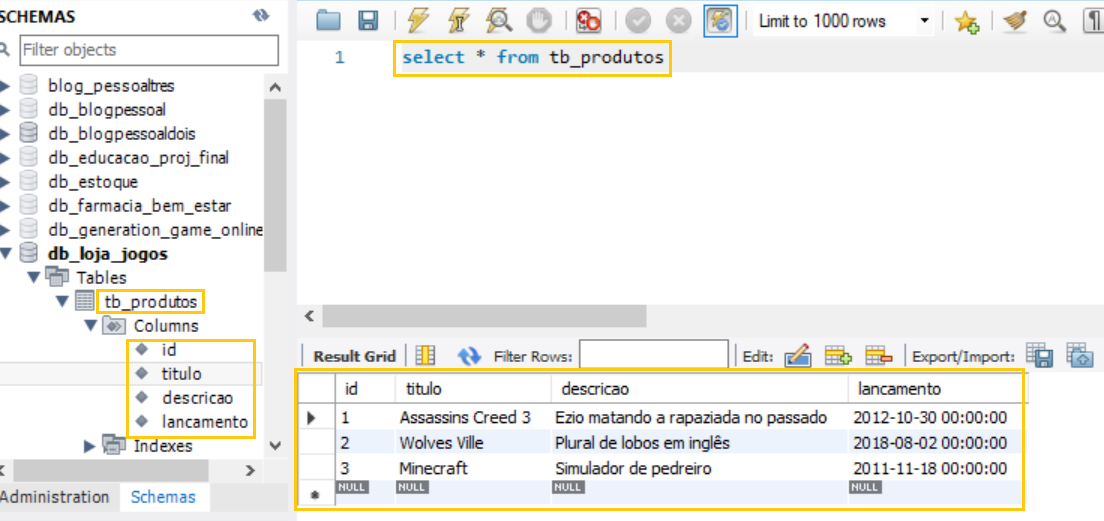 SCHEMAS
Filter objects
blog_pessoaltres
db_blogpessoal
db_blogpessoaldois
db_educacao_proj_final
db_estoque
db_farmacia_bem_estar
db_generation_game_online
db_loja_jogos
Tables
tb_produtos
Columns
id
titulo
descricao
lancamento
Indexes
Administration Schemas
Limit to 1000 rows
1 select * from tb_produtos
Result Grid Filter Rows: Edit: Export/Import:
id titulo descricao lancamento
1 Assassins Creed 3 Ezio matando a rapaziada no passado 2012-10-30 00:00:00
2 Wolves Ville Plural de lobos em inglês 2018-08-02 00:00:00
3 Minecraft Simulador de pedreiro 2011-11-18 00:00:00
NULL NULL NULL NULL